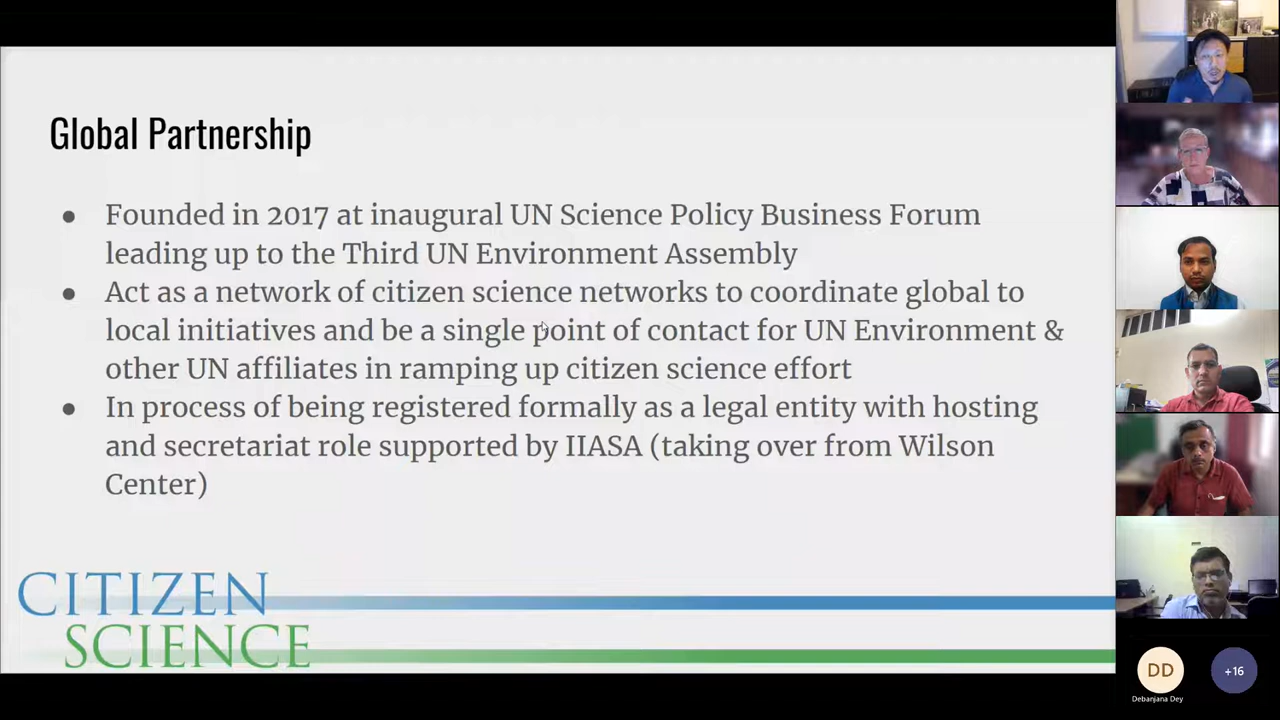 Global Partnership
● Founded in 2017 at inaugural UN Science Policy Business Forum
leading up to the Third UN Environment Assembly
● Act as a network of citizen science networks to coordinate global to
local initiatives and be a single point of contact for UN Environment &
other UN affiliates in ramping up citizen science effort
● In process of being registered formally as a legal entity with hosting
and secretariat role supported by IIASA (taking over from Wilson
Center)
CITIZEN
SCIENCE
DD
Debanjana Dey
+16